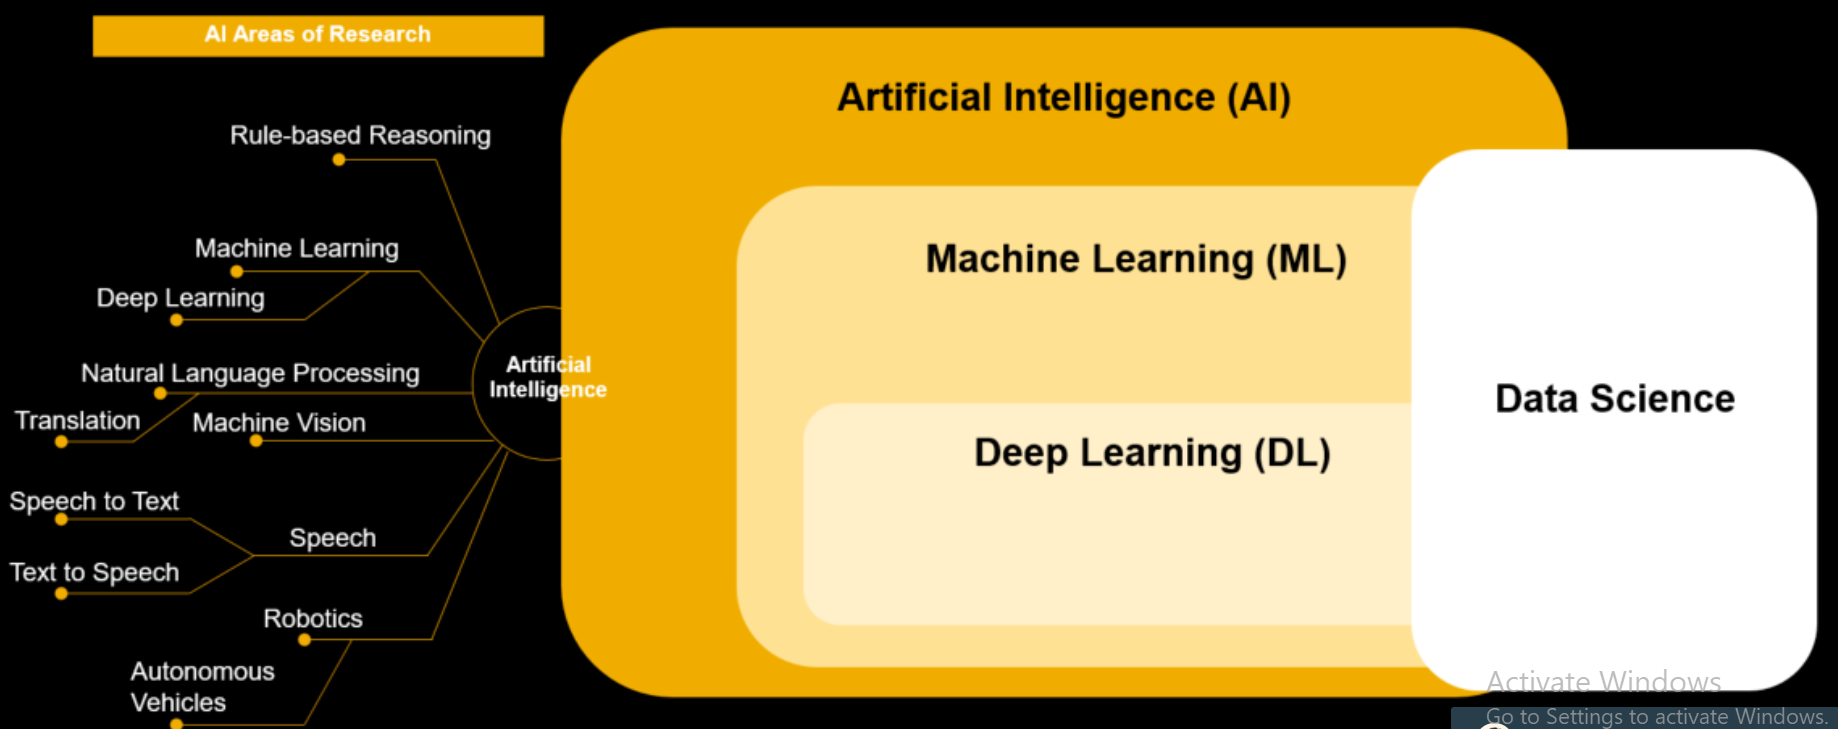 AI Areas of Research
Rule-based Reasoning
Machine Learning
Deep Learning
Natural Language Processing
Translation
Machine Vision
Speech to Text
Speech
Text to Speech
Robotics
Autonomous
Vehicles
Artificial
Intelligence
Artificial Intelligence (AI)
Machine Learning (ML)
Deep Learning (DL)
Data Science
Activate Windows
Go to Settings to activate Windows.